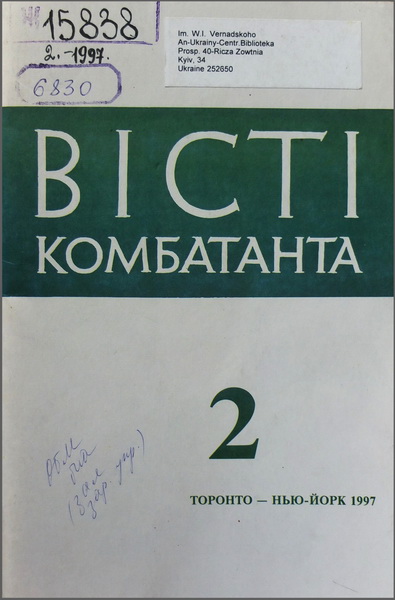 15838
2.-1997.
6830
Im. W.I. Vernadskoho
An-Ukrainy-Centr.Biblioteka
Prosp. 40-Ricza Zowtnia
Kyiv, 34
Ukraine 252650
ВІСТІ
КОМБАТАНТА
2
ТОРОНТО — НЬЮ-ЙОРК 1997